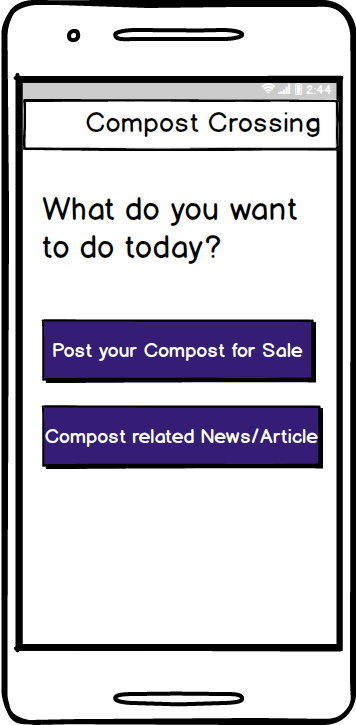 2:44
Compost Crossing
What do you want
to do today?
Post your Compost for Sale
Compost related News/Article